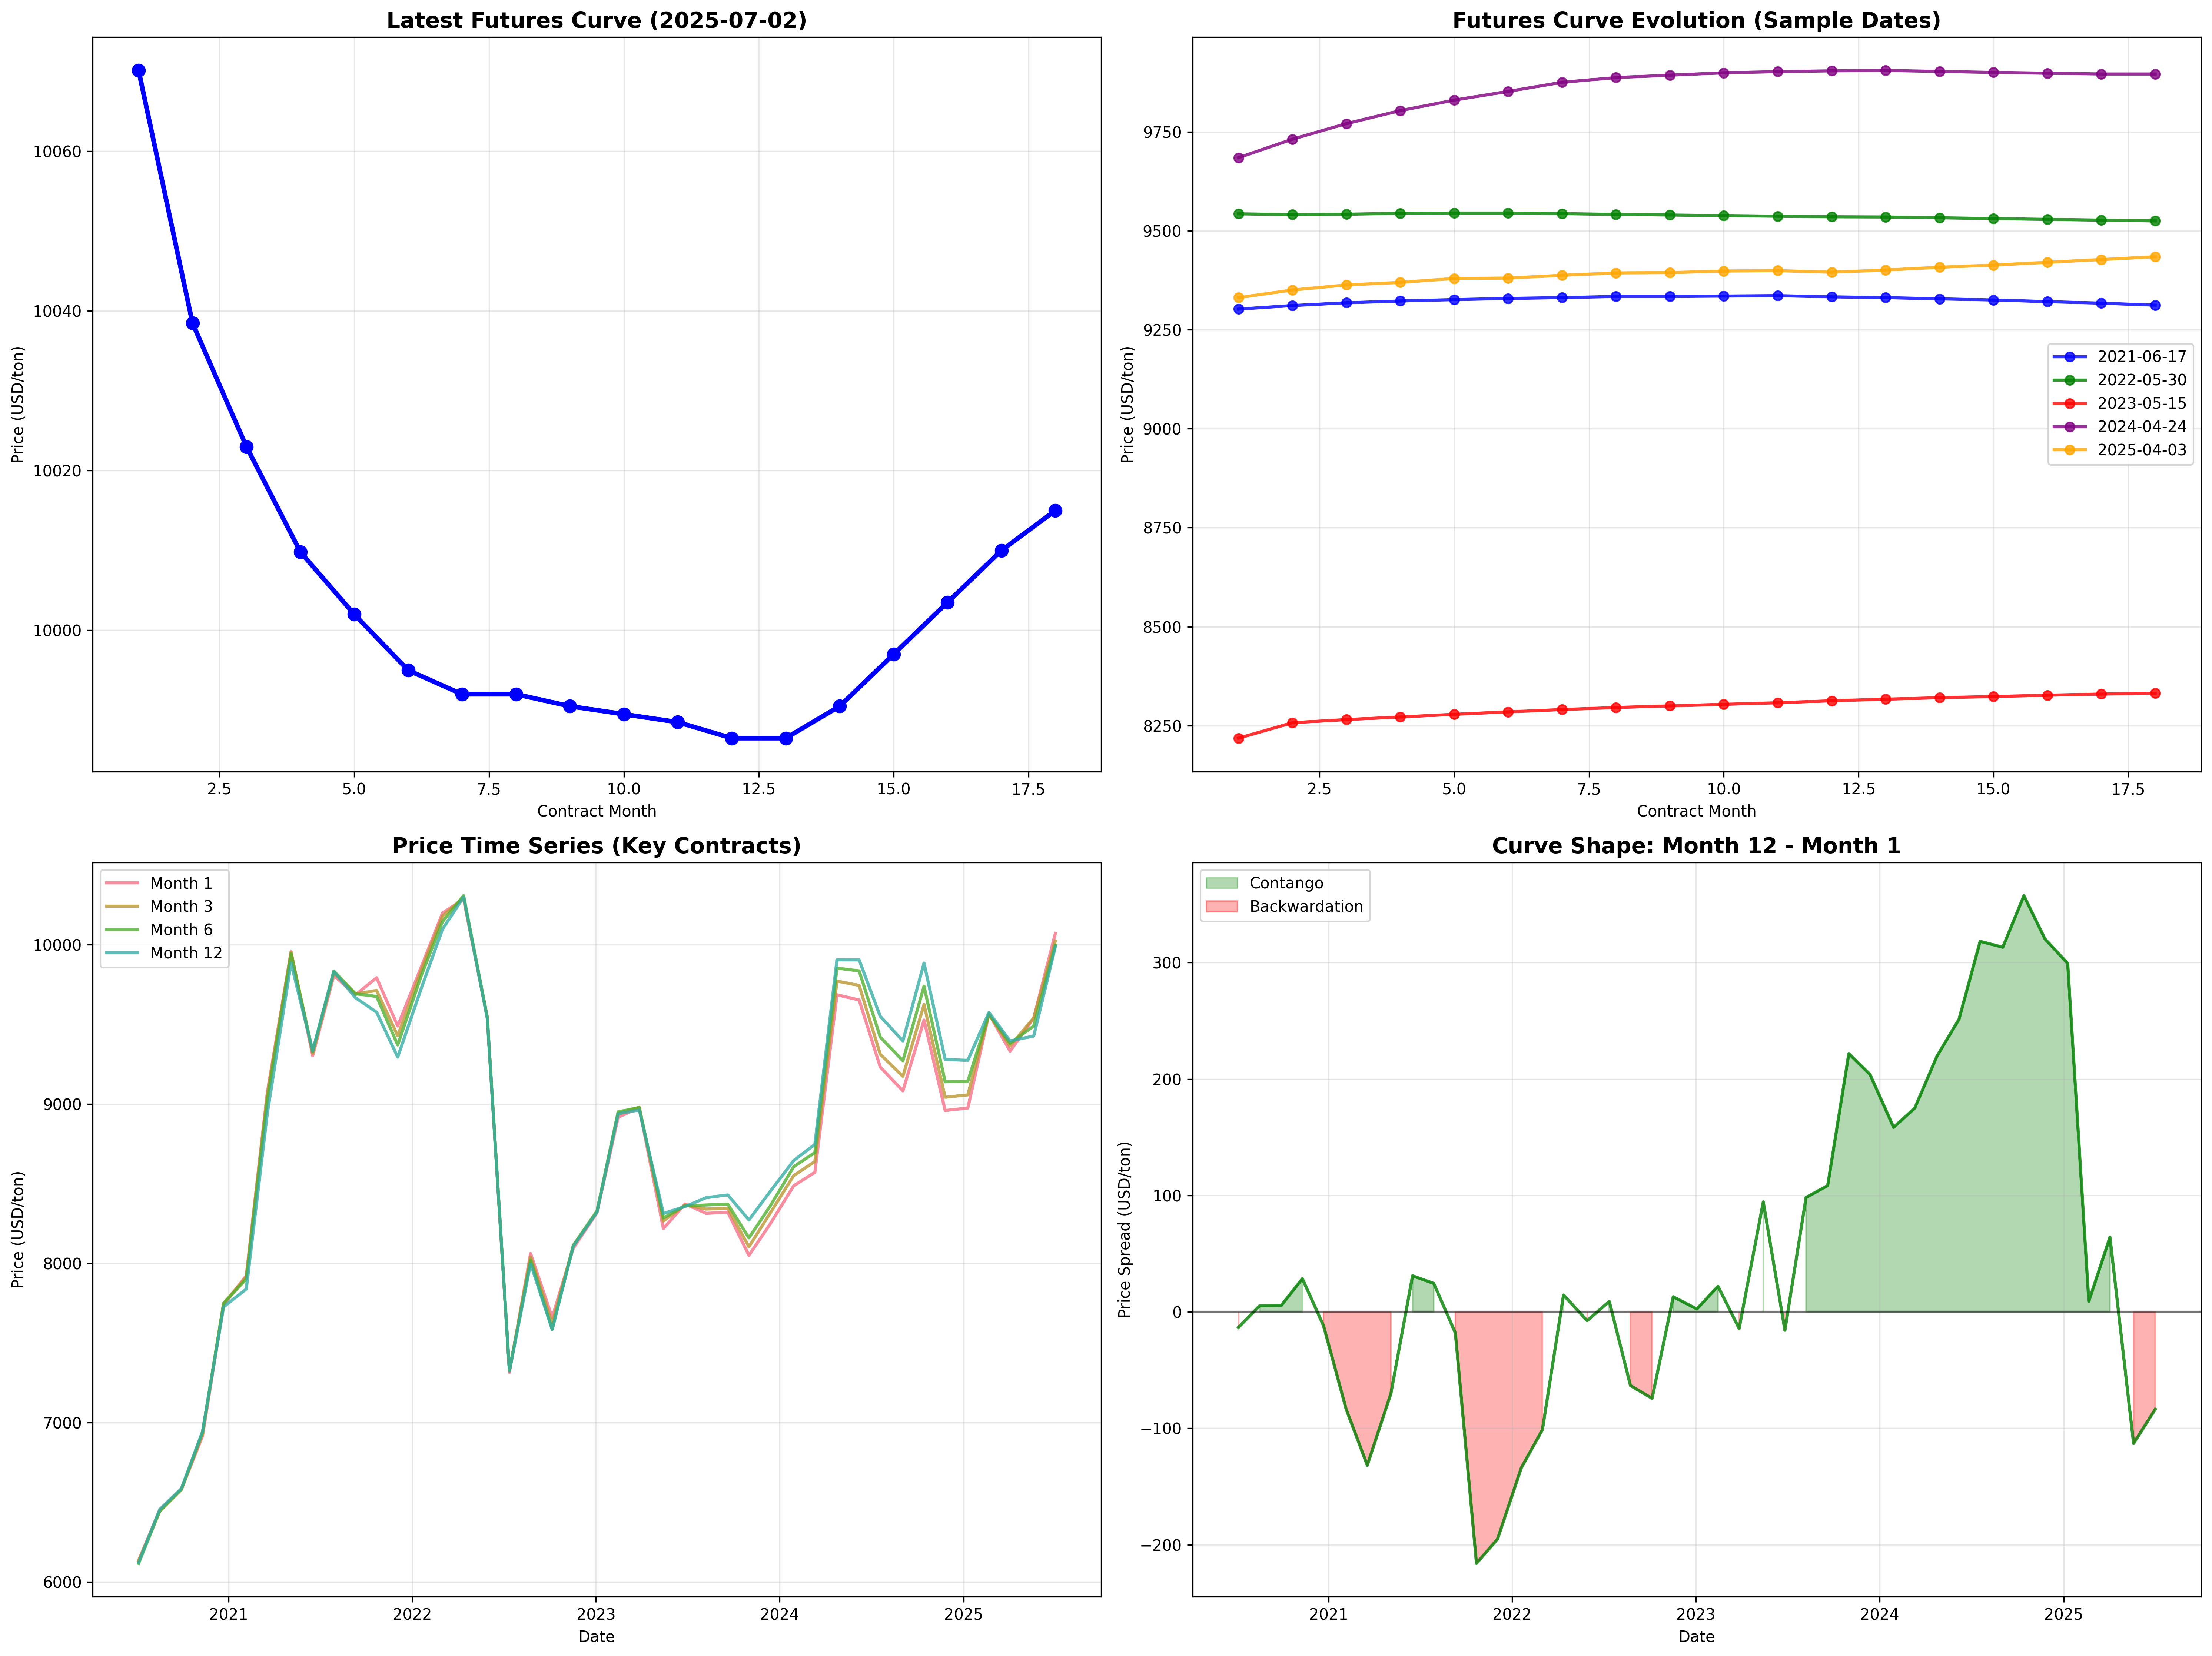 Latest Futures Curve (2025-07-02)
Price (USD/ton)
10060
10040
10020
10000
2.5 5.0 7.5 10.0 12.5 15.0 17.5
Contract Month
Futures Curve Evolution (Sample Dates)
Price (USD/ton)
9750
9500
9250
9000
8750
8500
8250
2021-06-17
2022-05-30
2023-05-15
2024-04-24
2025-04-03
2.5 5.0 7.5 10.0 12.5 15.0 17.5
Contract Month
Price Time Series (Key Contracts)
Month 1
Month 3
Month 6
Month 12
Price (USD/ton)
10000
9000
8000
7000
6000
2021 2022 2023 2024 2025
Date
Curve Shape: Month 12 - Month 1
Contango
Backwardation
Price Spread (USD/ton)
300
200
100
0
−100
−200
2021 2022 2023 2024 2025
Date